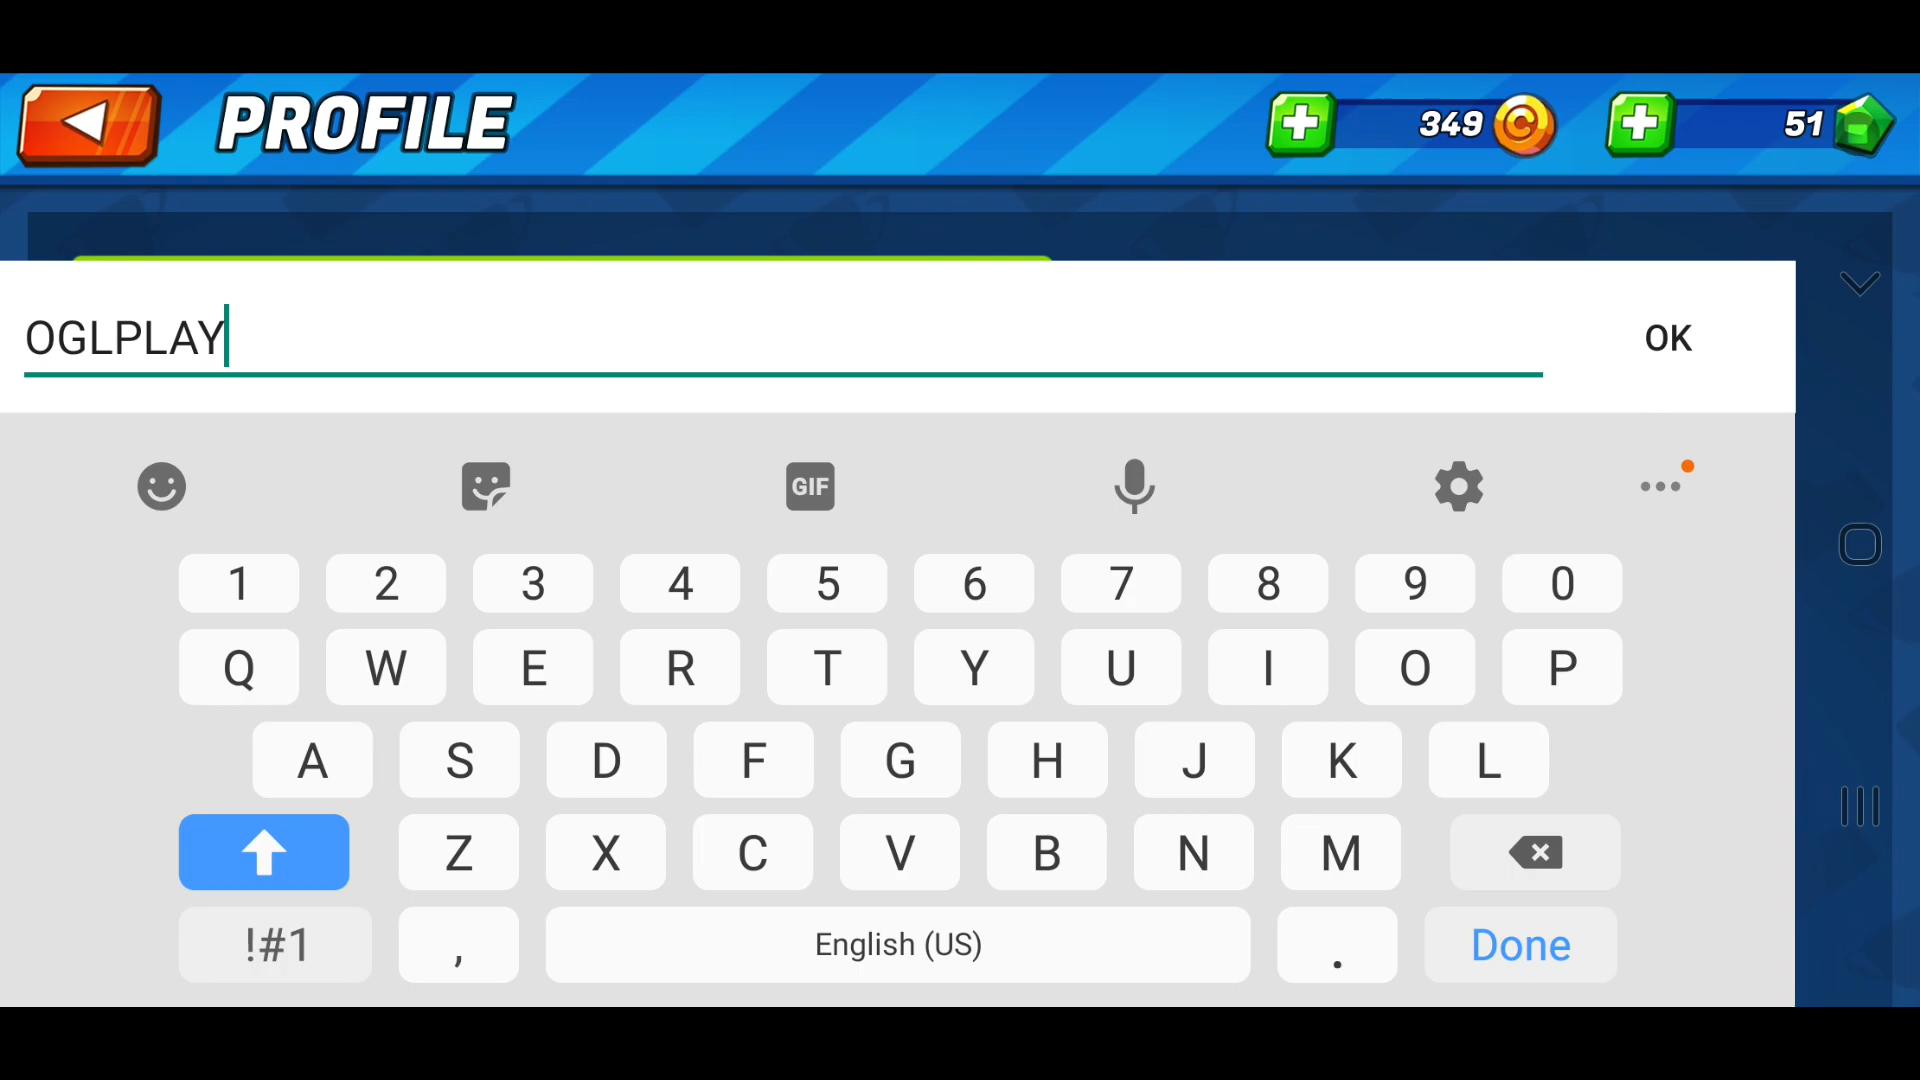 PROFILE
349
51
OGLPLAY
OK
GIF
1 2 3 4 5 6 7 8 9 0
Q W E R T Y U I O P
A S D F G H J K L
Z X C V B N M
!#1 , English (US) . Done